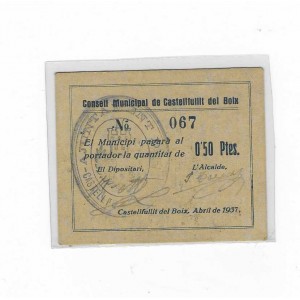 Consell Municipal de Castellfullit del Boix
No. 067
El Municipi pagarà al
portador la quantitat de
0'50 Ptes.
El Dipositari,
L'Alcalde,
Castellfullit del Boix, Abril de 1937.